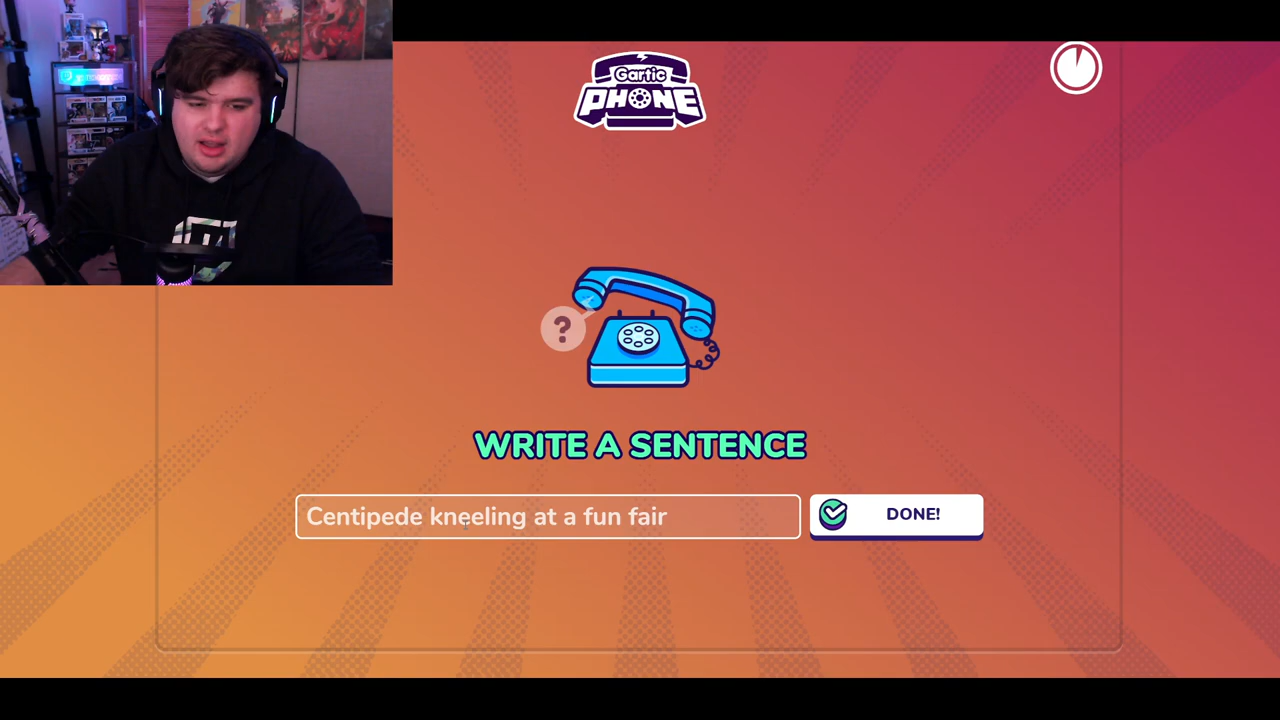 Gartic
PHONE
?
WRITE A SENTENCE
Centipede kneeling at a fun fair
DONE!